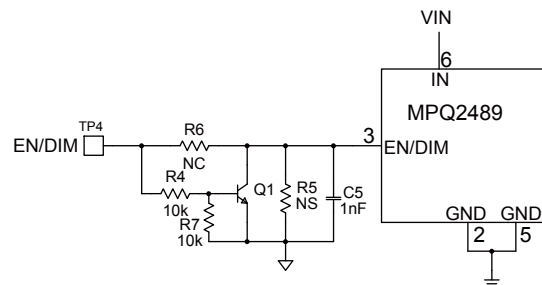 VIN
6
IN
MPQ2489
TP4
EN/DIM
R6
NC
3
EN/DIM
R4
10k
Q1
R5
NS
C5
1nF
R7
10k
GND
GND
2
5